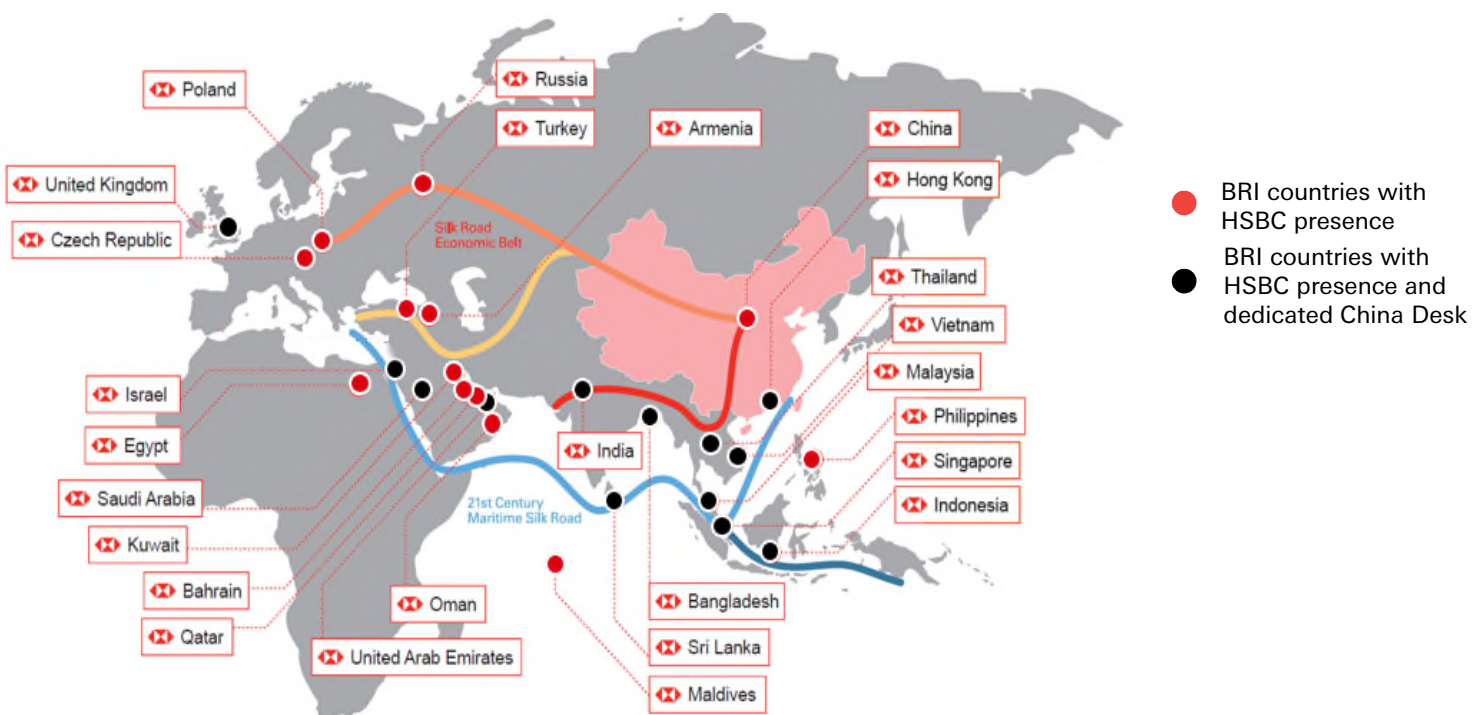 Poland
Russia
Turkey
Armenia
China
Hong Kong
United Kingdom
Czech Republic
Silk Road
Economic Belt
Thailand
Vietnam
Malaysia
Philippines
Singapore
Indonesia
Israel
Egypt
Saudi Arabia
Kuwait
Bahrain
Qatar
Oman
United Arab Emirates
India
21st Century
Maritime Silk Road
Bangladesh
Sri Lanka
Maldives
BRI countries with
HSBC presence
BRI countries with
HSBC presence and
dedicated China Desk